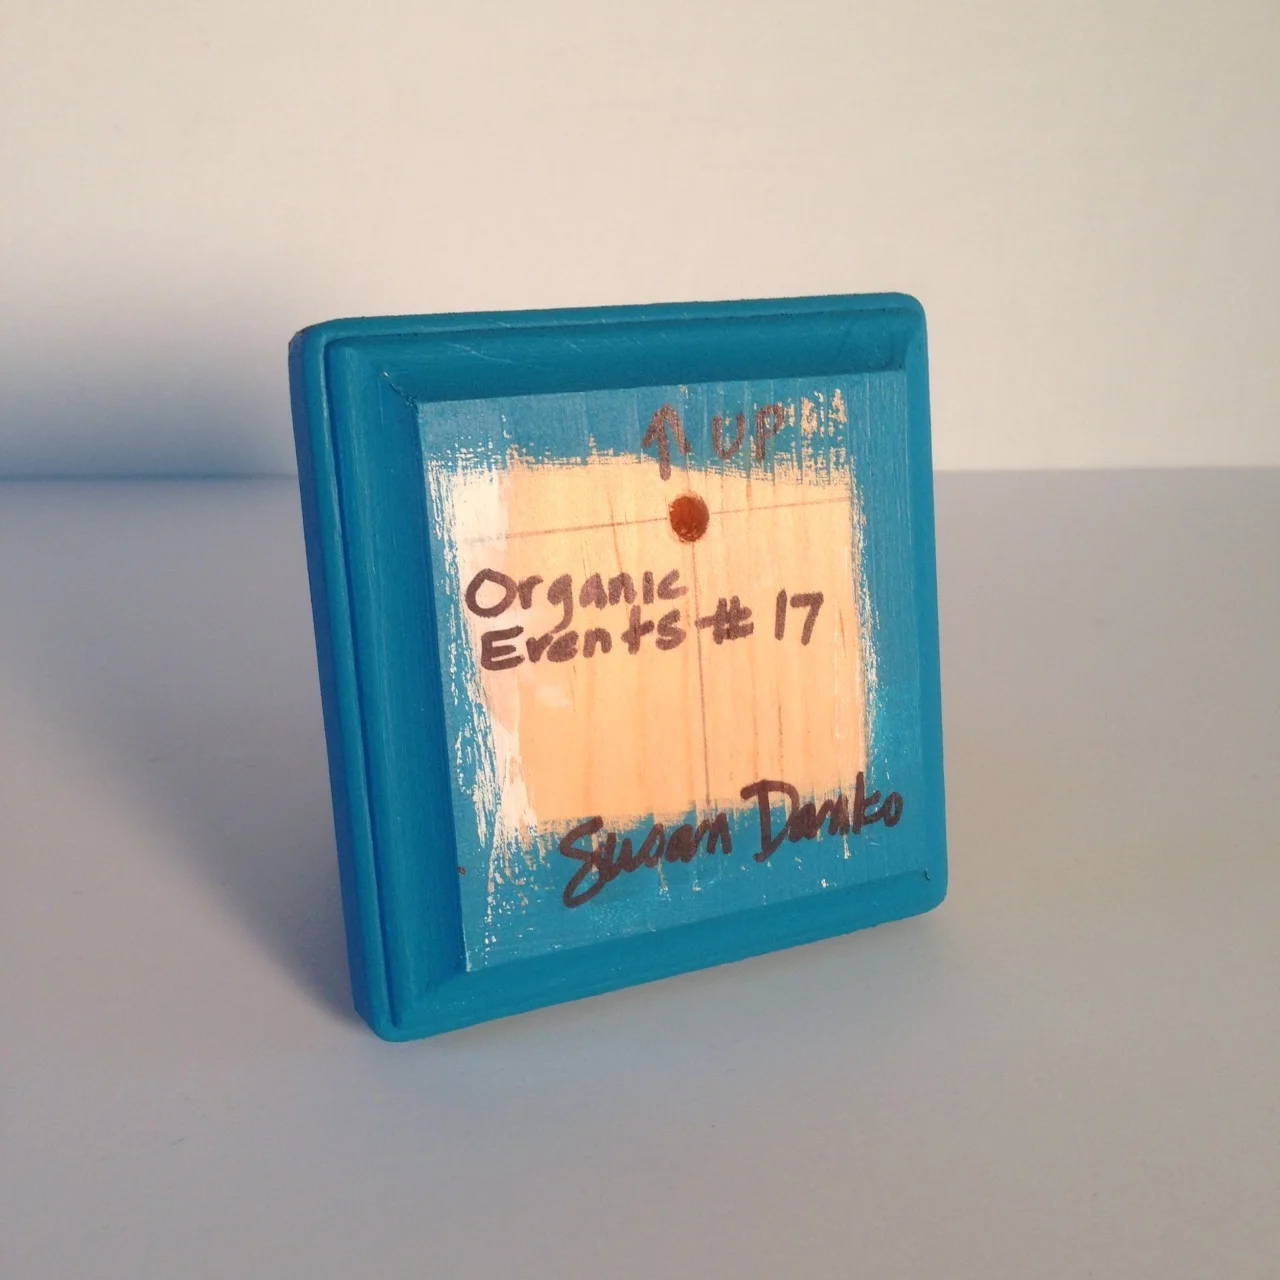 ↑ UP
Organic
Events # 17
Susan Danko